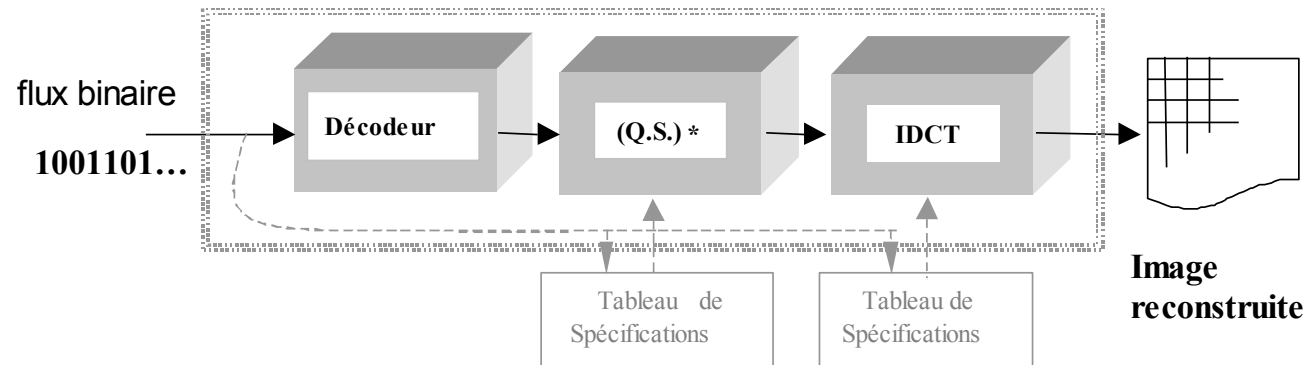 flux binaire
1001101…
Décodeur
(Q.S.) *
IDCT
Image
reconstruite
Tableau de
Spécifications
Tableau de
Spécifications